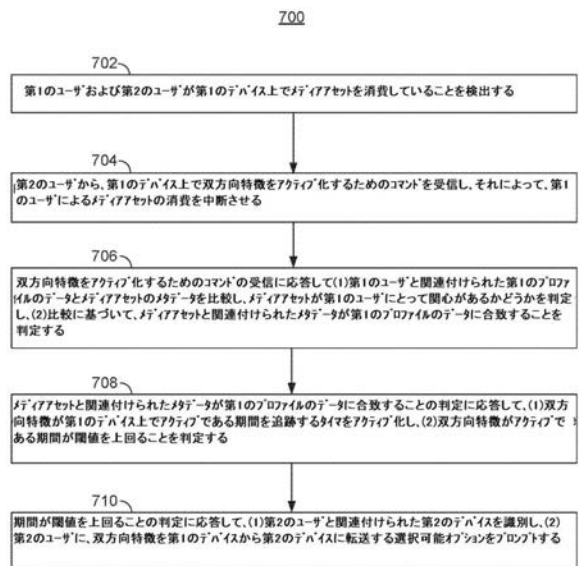 700
702
第1のユーザおよび第2のユーザが第1のデバイス上でメディアアセットを消費していることを検出する
704
第2のユーザから、第1のデバイス上で双方向特徴をアクティブ化するためのコマンドを受信し、それによって、第1
のユーザによるメディアアセットの消費を中断させる
706
双方向特徴をアクティブ化するためのコマンドの受信に応答して(1)第1のユーザと関連付けられた第1のプロファ
イルのデータとメディアアセットのメタデータを比較し、メディアアセットが第1のユーザにとって関心があるかどうかを判定
し、(2)比較に基づいて、メディアアセットと関連付けられたメタデータが第1のプロファイルのデータに合致することを
判定する
708
メディアアセットと関連付けられたメタデータが第1のプロファイルのデータに合致することの判定に応答して、(1)双方
向特徴が第1のデバイス上でアクティブである期間を追跡するタイマをアクティブ化し、(2)双方向特徴がアクティブで
ある期間が閾値を上回ることを判定する
710
期間が閾値を上回ることの判定に応答して、(1)第2のユーザと関連付けられた第2のデバイスを識別し、(2)
第2のユーザに、双方向特徴を第1のデバイスから第2のデバイスに転送する選択可能オプションをプロンプトする